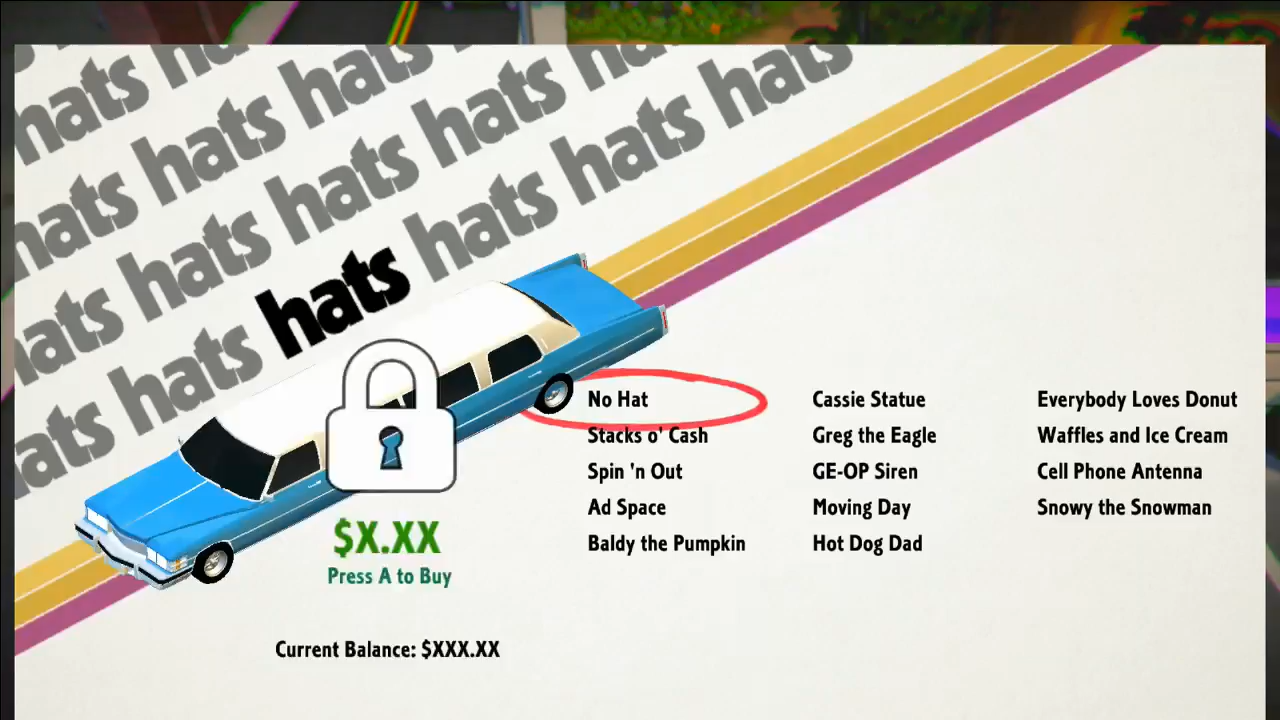 hats hats
hats hats hats hats
hats hats hats hats hats
hats hats hats hats hats
hats hats hats
No Hat
Stacks o' Cash
Spin 'n Out
Ad Space
Baldy the Pumpkin
Cassie Statue
Greg the Eagle
GE-OP Siren
Moving Day
Hot Dog Dad
Everybody Loves Donut
Waffles and Ice Cream
Cell Phone Antenna
Snowy the Snowman
$X.XX
Press A to Buy
Current Balance: $XXX.XX